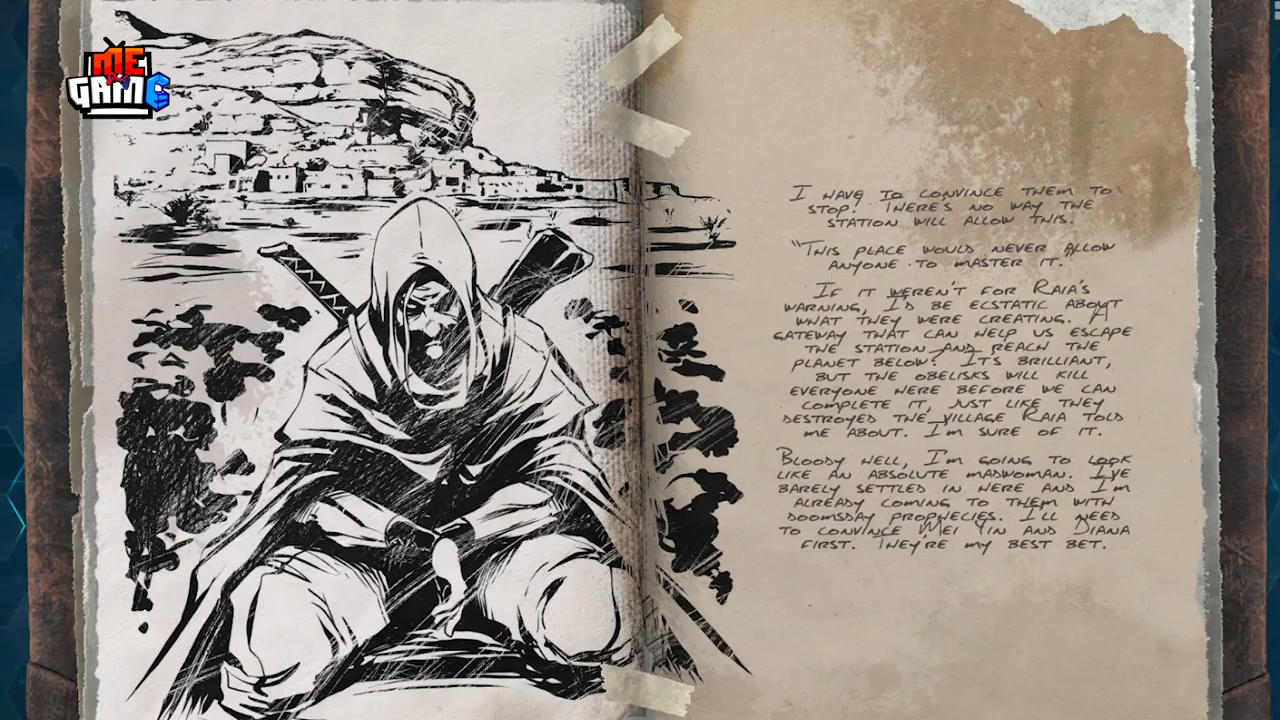 ME
GAME
I HAVE TO CONVINCE THEM TO
STOP. THERE'S NO WAY THE
STATION WILL ALLOW THIS.
"THIS PLACE WOULD NEVER ALLOW
ANYONE TO MASTER IT.
IF IT WEREN'T FOR RAIA'S
WARNING, I'D BE ECSTATIC ABOUT
WHAT THEY WERE CREATING. A
GATEWAY THAT CAN HELP US ESCAPE
THE STATION AND REACH THE
PLANET BELOW? IT'S BRILLIANT,
BUT THE OBELISKS WILL KILL
EVERYONE HERE BEFORE WE CAN
COMPLETE IT, JUST LIKE THEY
DESTROYED THE VILLAGE RAIA TOLD
ME ABOUT. I'M SURE OF IT.
BLOODY HELL, I'M GOING TO LOOK
LIKE AN ABSOLUTE MADWOMAN. I'VE
BARELY SETTLED IN HERE AND I'M
ALREADY COMING TO THEM WITH
DOOMSDAY PROPHECIES. I'LL NEED
TO CONVINCE MEI YIN AND DIANA
FIRST. THEY'RE MY BEST BET.